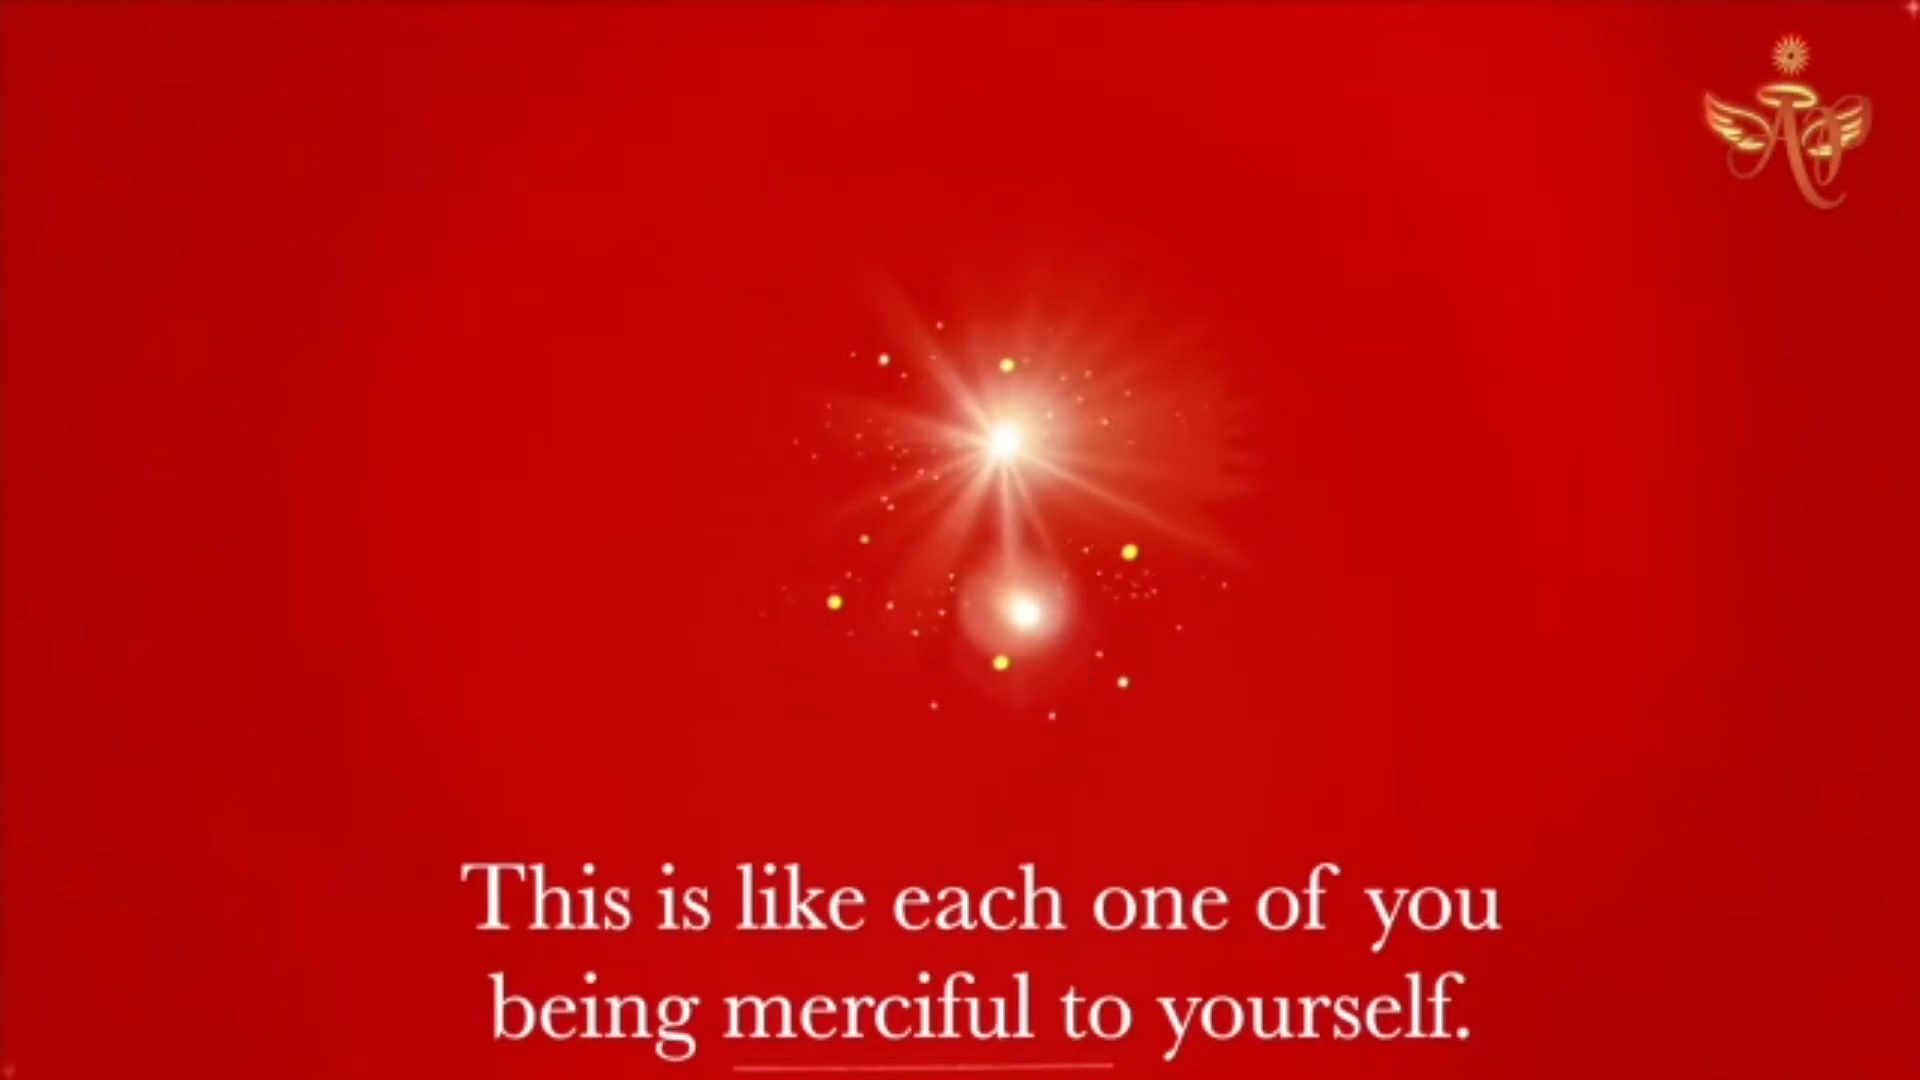 This is like each one of you
being merciful to yourself.